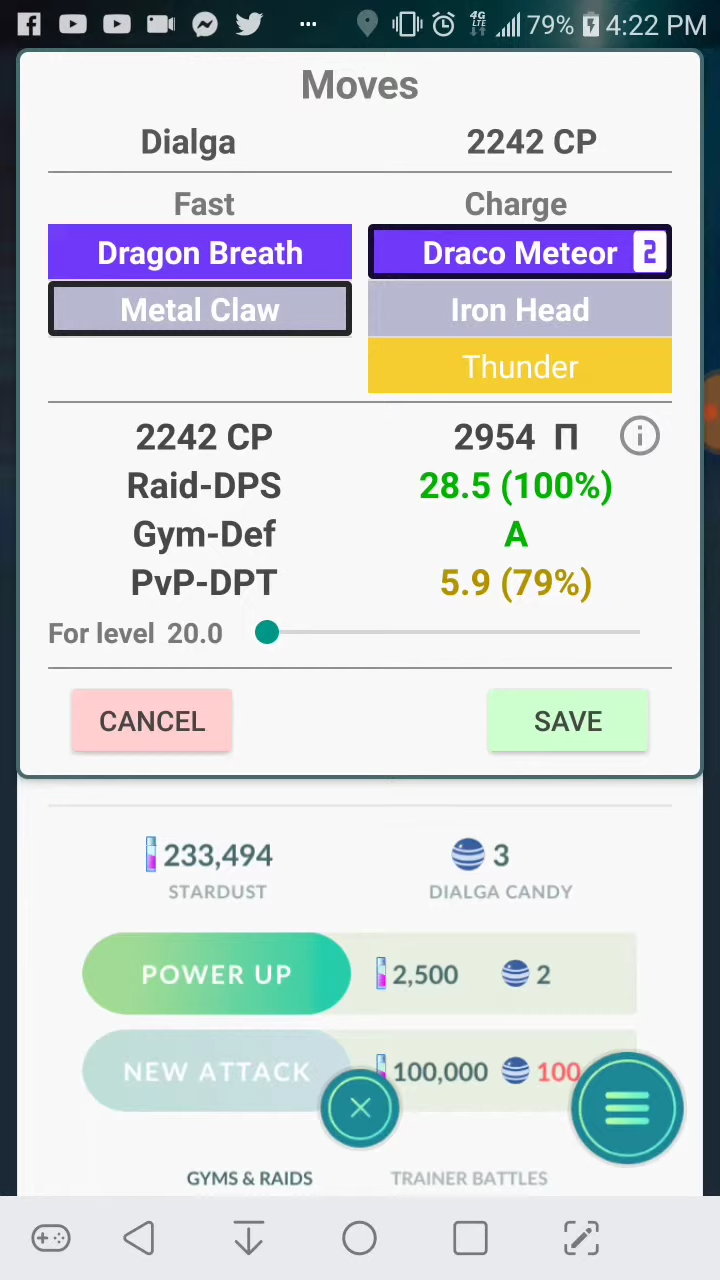 4G LTE 79% 4:22 PM
Moves
Dialga 2242 CP
Fast Charge
Dragon Breath Draco Meteor 2
Metal Claw Iron Head
Thunder
2242 CP 2954 П
Raid-DPS 28.5 (100%)
Gym-Def A
PvP-DPT 5.9 (79%)
For level 20.0
CANCEL SAVE
233,494 3
STARDUST DIALGA CANDY
POWER UP 2,500 2
NEW ATTACK 100,000 100
GYMS & RAIDS TRAINER BATTLES